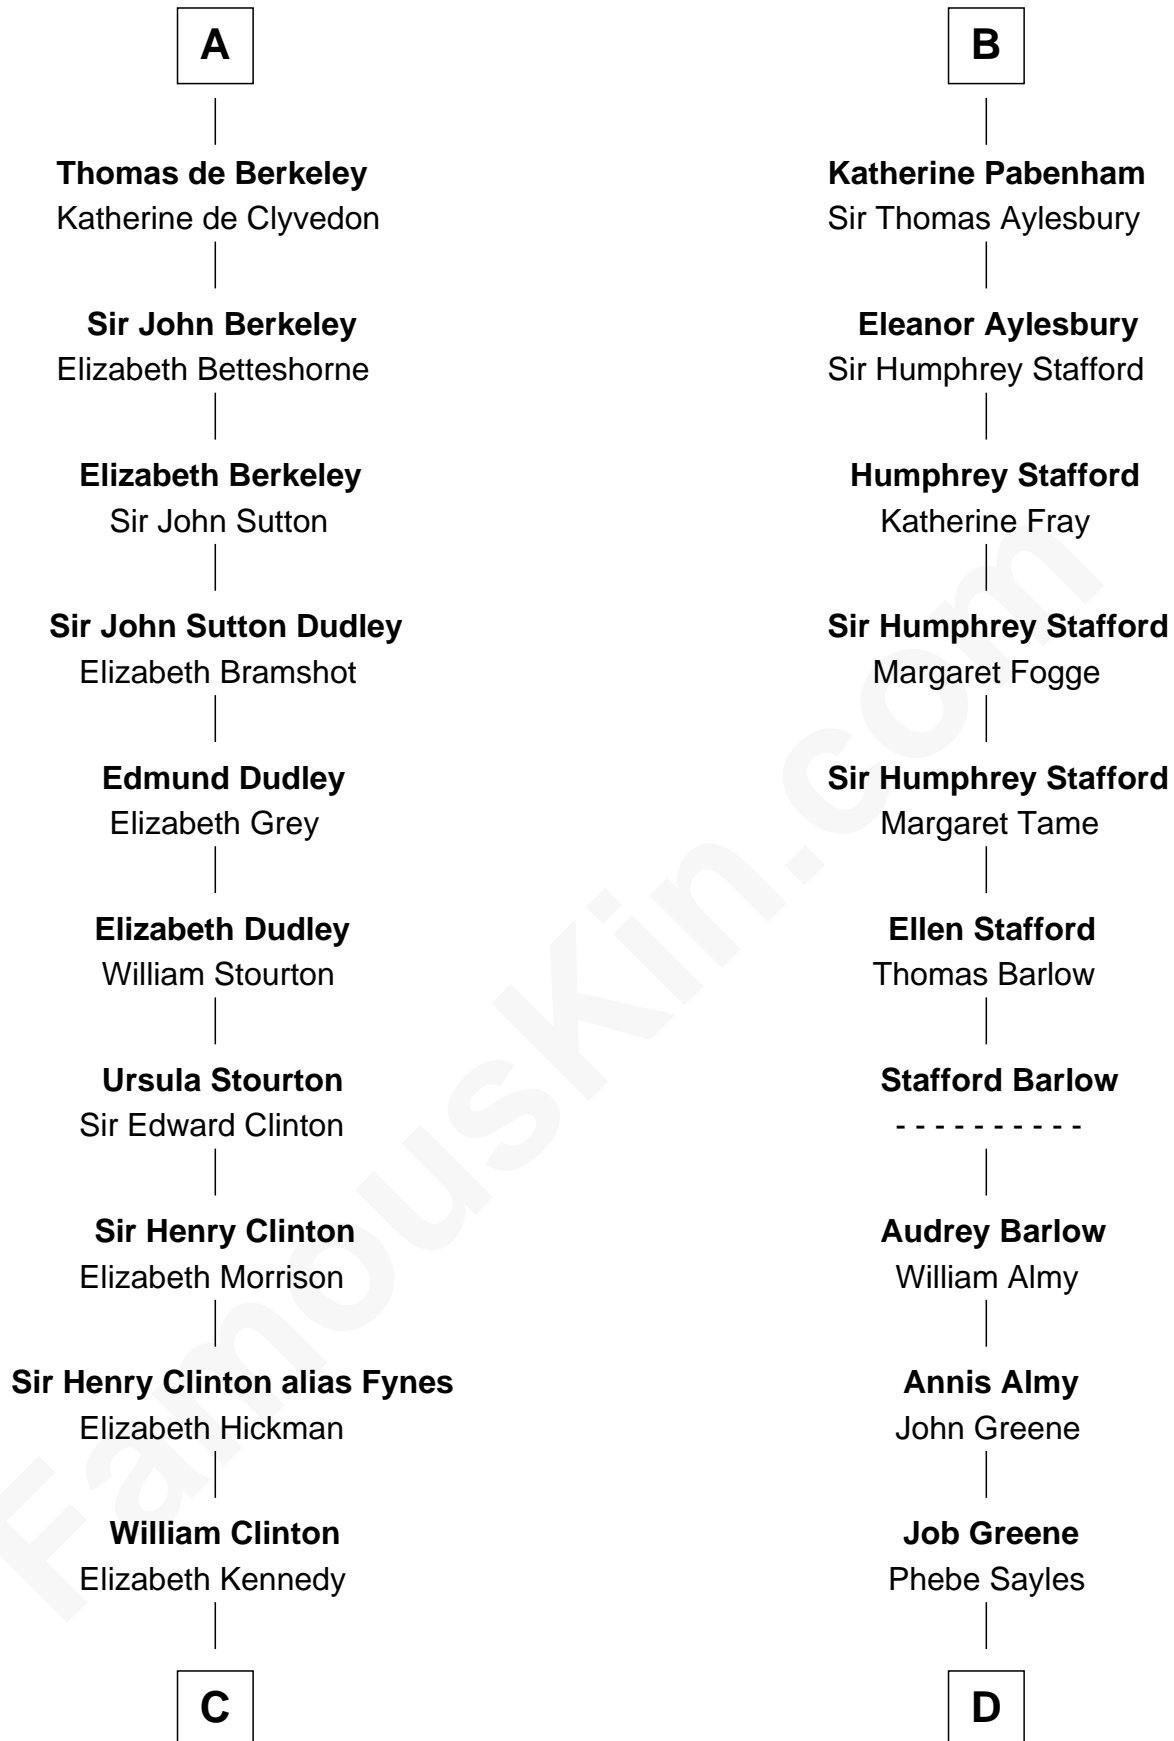 A
Thomas de Berkeley
Katherine de Clyvedon
Sir John Berkeley
Elizabeth Betteshorne
Elizabeth Berkeley
Sir John Sutton
Sir John Sutton Dudley
Elizabeth Bramshot
Edmund Dudley
Elizabeth Grey
Elizabeth Dudley
William Stourton
Ursula Stourton
Sir Edward Clinton
Sir Henry Clinton
Elizabeth Morrison
Sir Henry Clinton alias Fynes
Elizabeth Hickman
William Clinton
Elizabeth Kennedy
C
B
Katherine Pabenham
Sir Thomas Aylesbury
Eleanor Aylesbury
Sir Humphrey Stafford
Humphrey Stafford
Katherine Fray
Sir Humphrey Stafford
Margaret Fogge
Sir Humphrey Stafford
Margaret Tame
Ellen Stafford
Thomas Barlow
Stafford Barlow
- - - - - - - - - -
Audrey Barlow
William Almy
Annis Almy
John Greene
Job Greene
Phebe Sayles
D
FamousKin.com